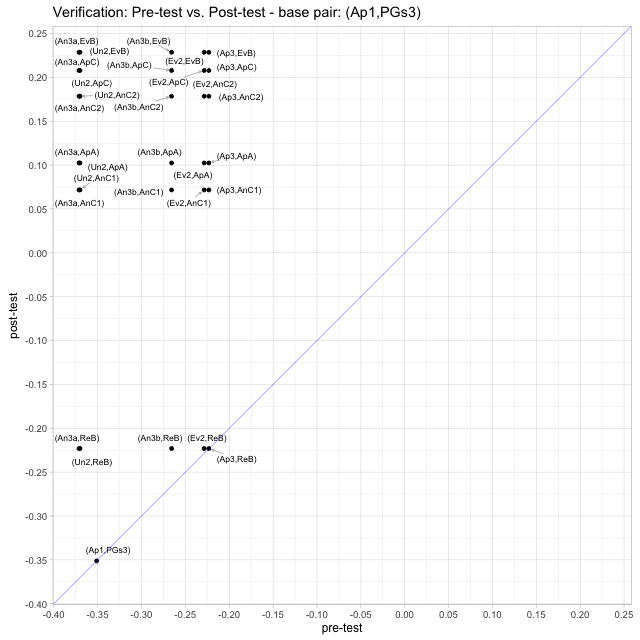 Verification: Pre-test vs. Post-test - base pair: (Ap1,PGs3)
0.25
(An3a,EvB)
(An3b,EvB)
(Un2,EvB)
(Ap3,EvB)
(An3a,ApC)
(An3b,ApC)
(Ev2,EvB)
(Ap3,ApC)
0.20
(Un2,ApC)
(Ev2,ApC)
(Ev2,AnC2)
(Un2,AnC2)
(Ap3,AnC2)
(An3a,AnC2)
(An3b,AnC2)
0.15
(An3a,ApA)
(An3b,ApA)
(Ap3,ApA)
0.10
(Un2,ApA)
(Un2,AnC1)
(Ev2,ApA)
(An3b,AnC1)
(Ap3,AnC1)
(An3a,AnC1)
(Ev2,AnC1)
0.05
0.00
-0.05
post-test
-0.10
-0.15
-0.20
(An3a,ReB)
(An3b,ReB)
(Ev2,ReB)
(Un2,ReB)
(Ap3,ReB)
-0.25
-0.30
(Ap1,PGs3)
-0.35
-0.40
-0.40 -0.35 -0.30 -0.25 -0.20 -0.15 -0.10 -0.05 0.00 0.05 0.10 0.15 0.20 0.25
pre-test